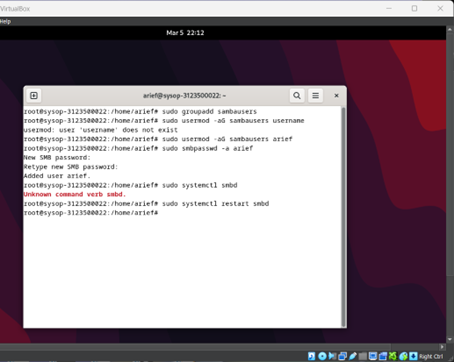 VirtualBox
Help
Mar 5 22:12
arief@sysop-3123500022: ~
root@sysop-3123500022:/home/arief# sudo groupadd sambausers
root@sysop-3123500022:/home/arief# sudo usermod -aG sambausers username
usermod: user 'username' does not exist
root@sysop-3123500022:/home/arief# sudo usermod -aG sambausers arief
root@sysop-3123500022:/home/arief# sudo smbpasswd -a arief
New SMB password:
Retype new SMB password:
Added user arief.
root@sysop-3123500022:/home/arief# sudo systemctl smbd
Unknown command verb smbd.
root@sysop-3123500022:/home/arief# sudo systemctl restart smbd
root@sysop-3123500022:/home/arief#
Right Ctrl